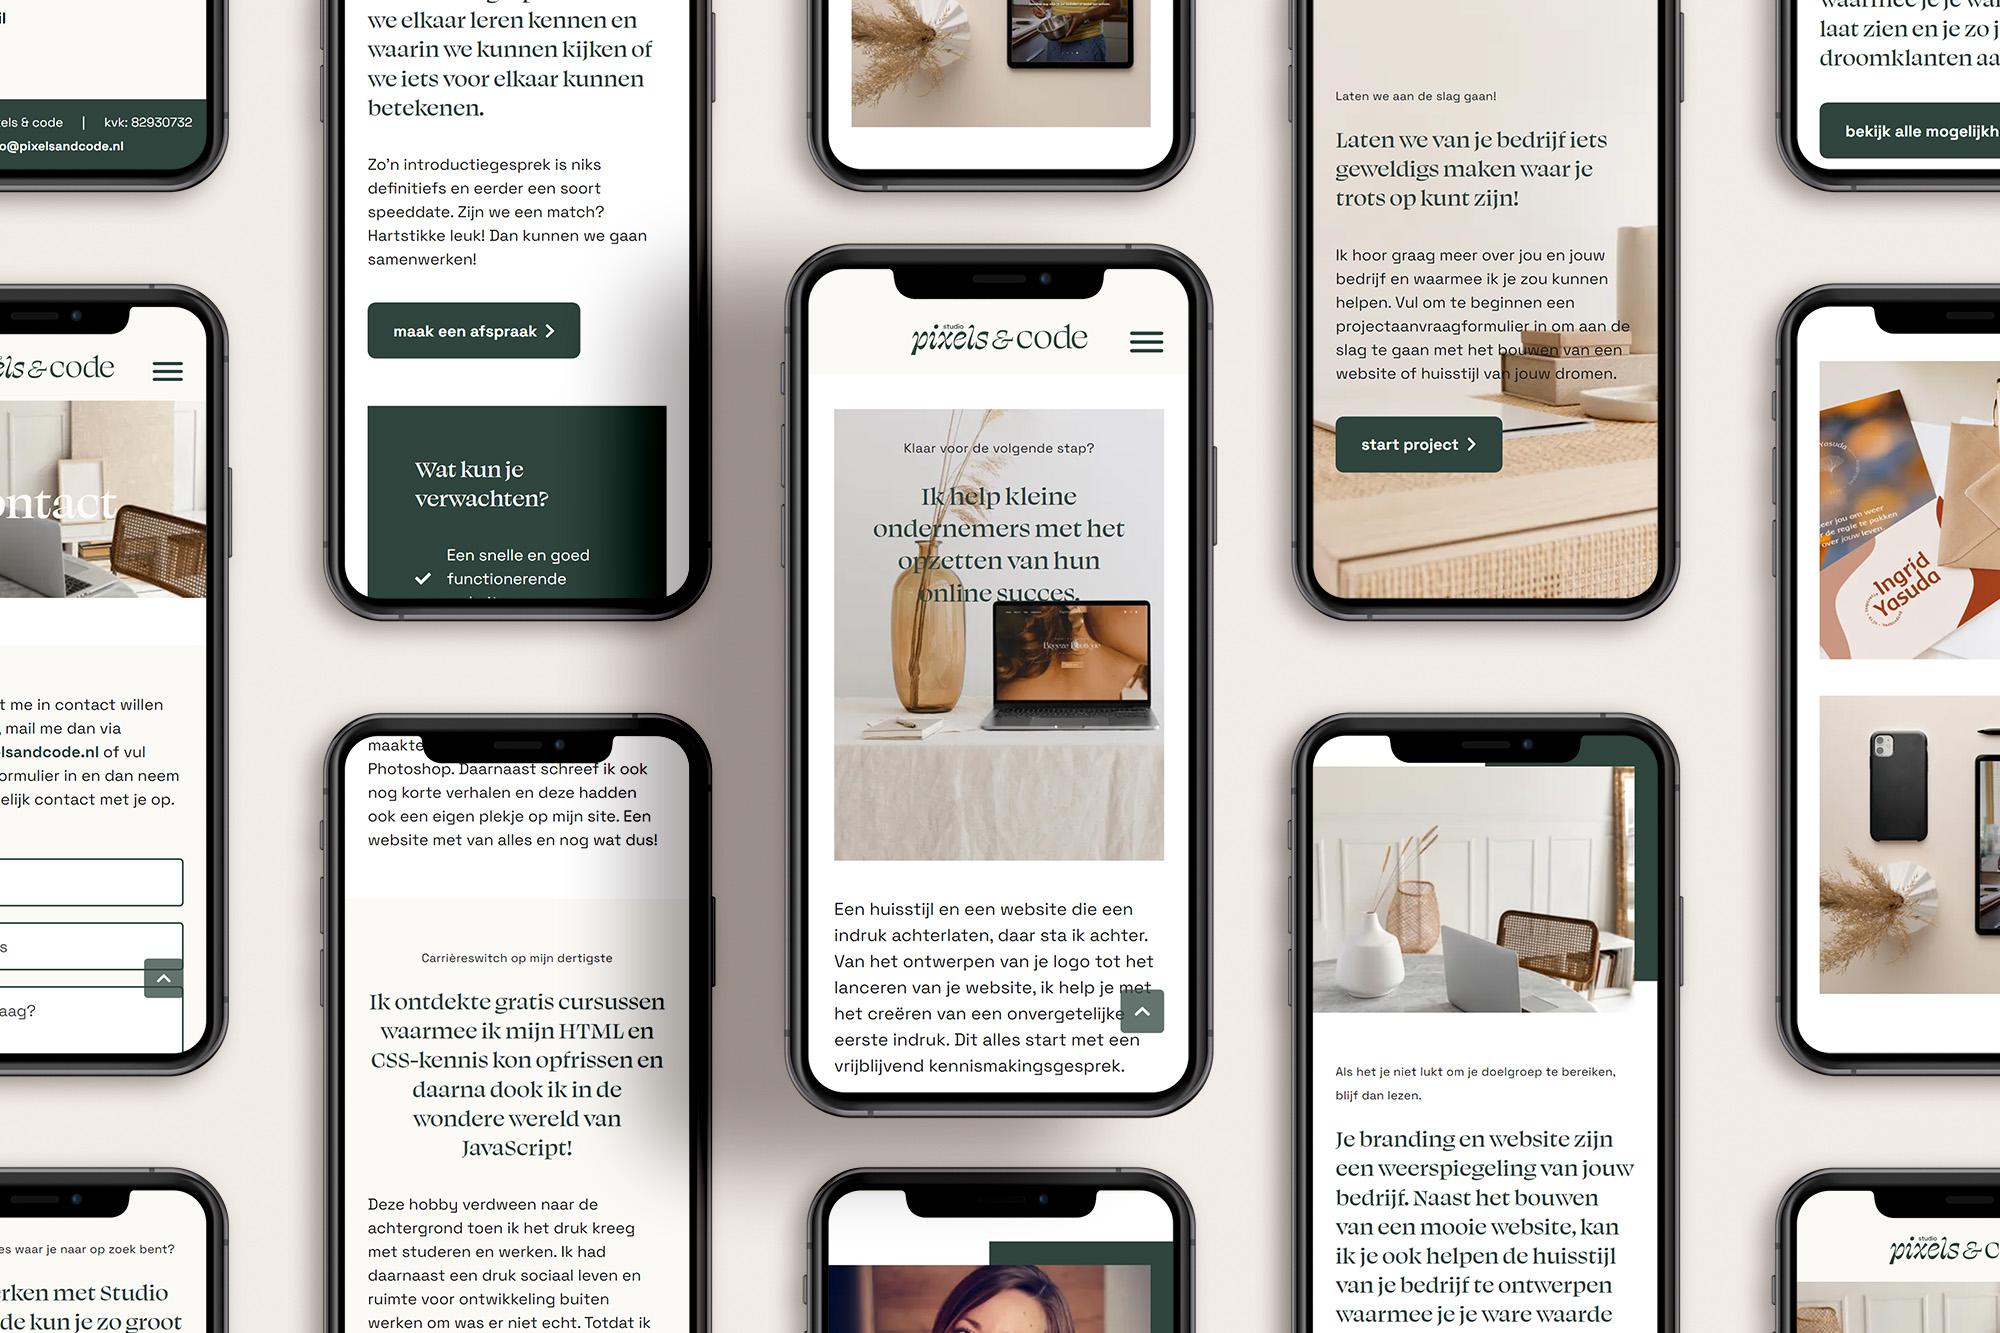 kvk: 82930732
o@pixelsandcode.nl
&code
t me in contact willen
, mail me dan via
elsandcode.nl of vul
ormulier in en dan neem
elijk contact met je op.
s
aag?
es waar je naar op zoek bent?
rken met Studio
de kun je zo groot
we elkaar leren kennen en
waarin we kunnen kijken of
we iets voor elkaar kunnen
betekenen.
Zo'n introductiegesprek is niks
definitiefs en eerder een soort
speeddate. Zijn we een match?
Hartstikke leuk! Dan kunnen we gaan
samenwerken!
maak een afspraak
Wat kun je
verwachten?
Een snelle en goed
functionerende
maakte
Photoshop. Daarnaast schreef ik ook
nog korte verhalen en deze hadden
ook een eigen plekje op mijn site. Een
website met van alles en nog wat dus!
Carrièreswitch op mijn dertigste
Ik ontdekte gratis cursussen
waarmee ik mijn HTML en
CSS-kennis kon opfrissen en
daarna dook ik in de
wondere wereld van
JavaScript!
Deze hobby verdween naar de
achtergrond toen ik het druk kreeg
met studeren en werken. Ik had
daarnaast een druk sociaal leven en
ruimte voor ontwikkeling buiten
werken om was er niet echt. Totdat ik
studio
pixels & code
Klaar voor de volgende stap?
Ik help kleine
ondernemers met het
opzetten van hun
online succes.
Een huisstijl en een website die een
indruk achterlaten, daar sta ik achter.
Van het ontwerpen van je logo tot het
lanceren van je website, ik help je met
het creëren van een onvergetelijke
eerste indruk. Dit alles start met een
vrijblijvend kennismakingsgesprek.
Laten we aan de slag gaan!
Laten we van je bedrijf iets
geweldigs maken waar je
trots op kunt zijn!
Ik hoor graag meer over jou en jouw
bedrijf en waarmee ik je zou kunnen
helpen. Vul om te beginnen een
projectaanvraagformulier in om aan de
slag te gaan met het bouwen van een
website of huisstijl van jouw dromen.
start project
Als het je niet lukt om je doelgroep te bereiken,
blijf dan lezen.
Je branding en website zijn
een weerspiegeling van jouw
bedrijf. Naast het bouwen
van een mooie website, kan
ik je ook helpen de huisstijl
van je bedrijf te ontwerpen
waarmee je je ware waarde
laat zien en je zo j
droomklanten aa
bekijk alle mogelijkh
Yasuda
eer jou om weer
de regie te pakken
over jouw leven.
Ingrid
Yasuda
studio
pixels & c